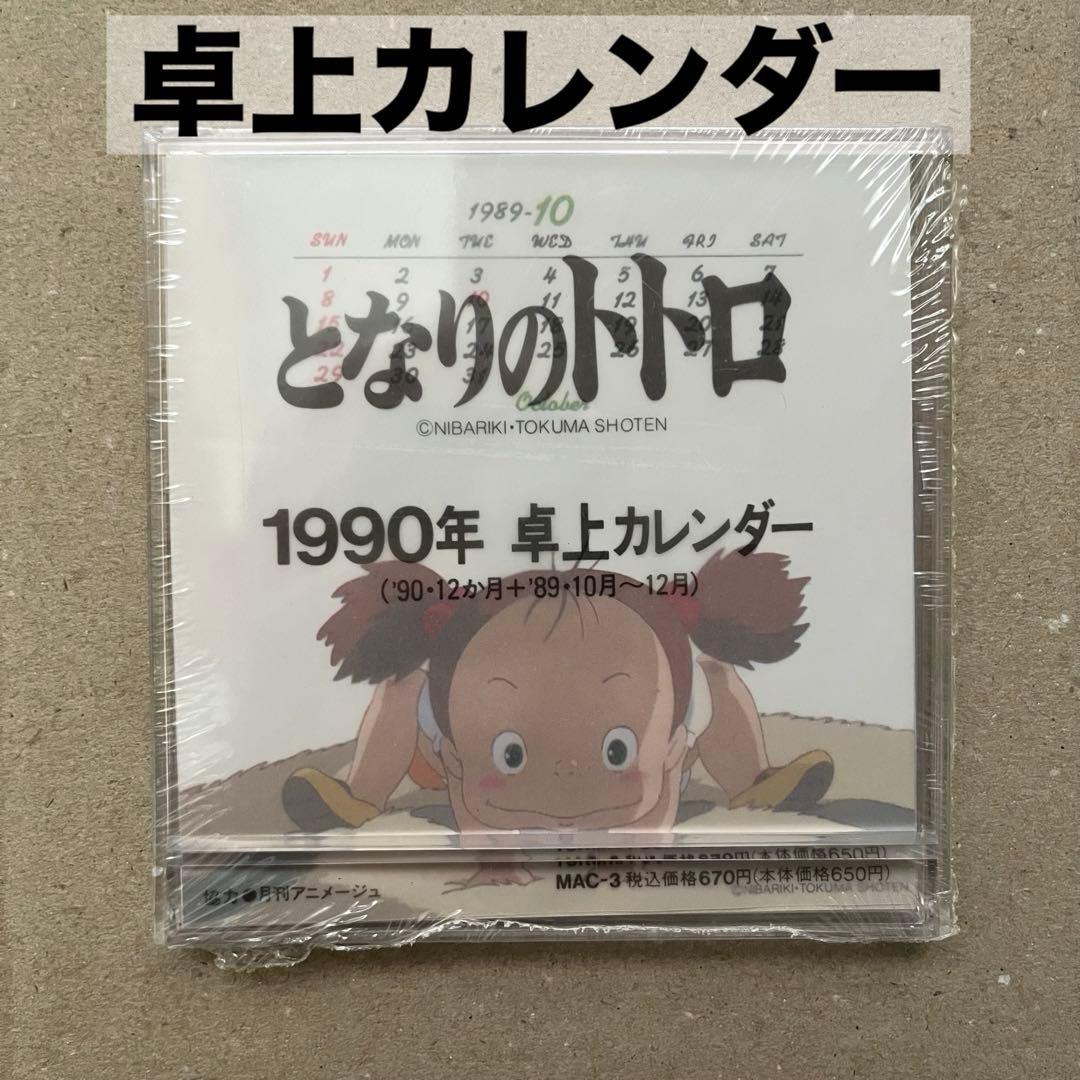 卓上カレンダー
1989-10
SUN MON TUE WED THU FRI SAT
1 2 3 4 5 6 7
8 9 10 11 12 13 14
15 16 17 18 19 20 21
22 23 24 25 26 27 28
29 30 31
となりのトトロ
October
©NIBARIKI・TOKUMA SHOTEN
1990年 卓上カレンダー
('90・12か月+'89・10月〜12月)
MAC-3 税込価格670円(本体価格650円)
協力●月刊アニメージュ
©NIBARIKI・TOKUMA SHOTEN